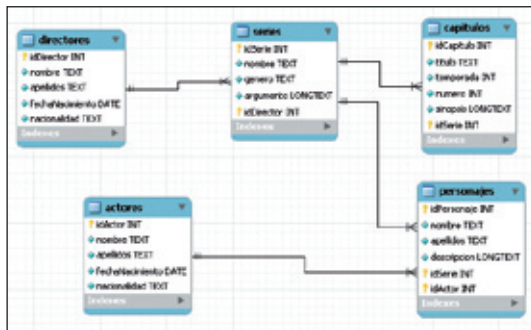 directores
idDirector INT
nombre TEXT
apelidos TEXT
fechaNacimiento DATE
nacionalidad TEXT
Indexes
series
idSerie INT
nombre TEXT
genero TEXT
argumento LONGTEXT
idDirector INT
Indexes
capitulos
idCapitulo INT
titulo TEXT
temporada INT
numero INT
sinopsis LONGTEXT
idSerie INT
Indexes
actores
idActor INT
nombre TEXT
apelidos TEXT
fechaNacimiento DATE
nacionalidad TEXT
Indexes
personajes
idPersonaje INT
nombre TEXT
apelidos TEXT
descripcion LONGTEXT
idSerie INT
idActor INT
Indexes